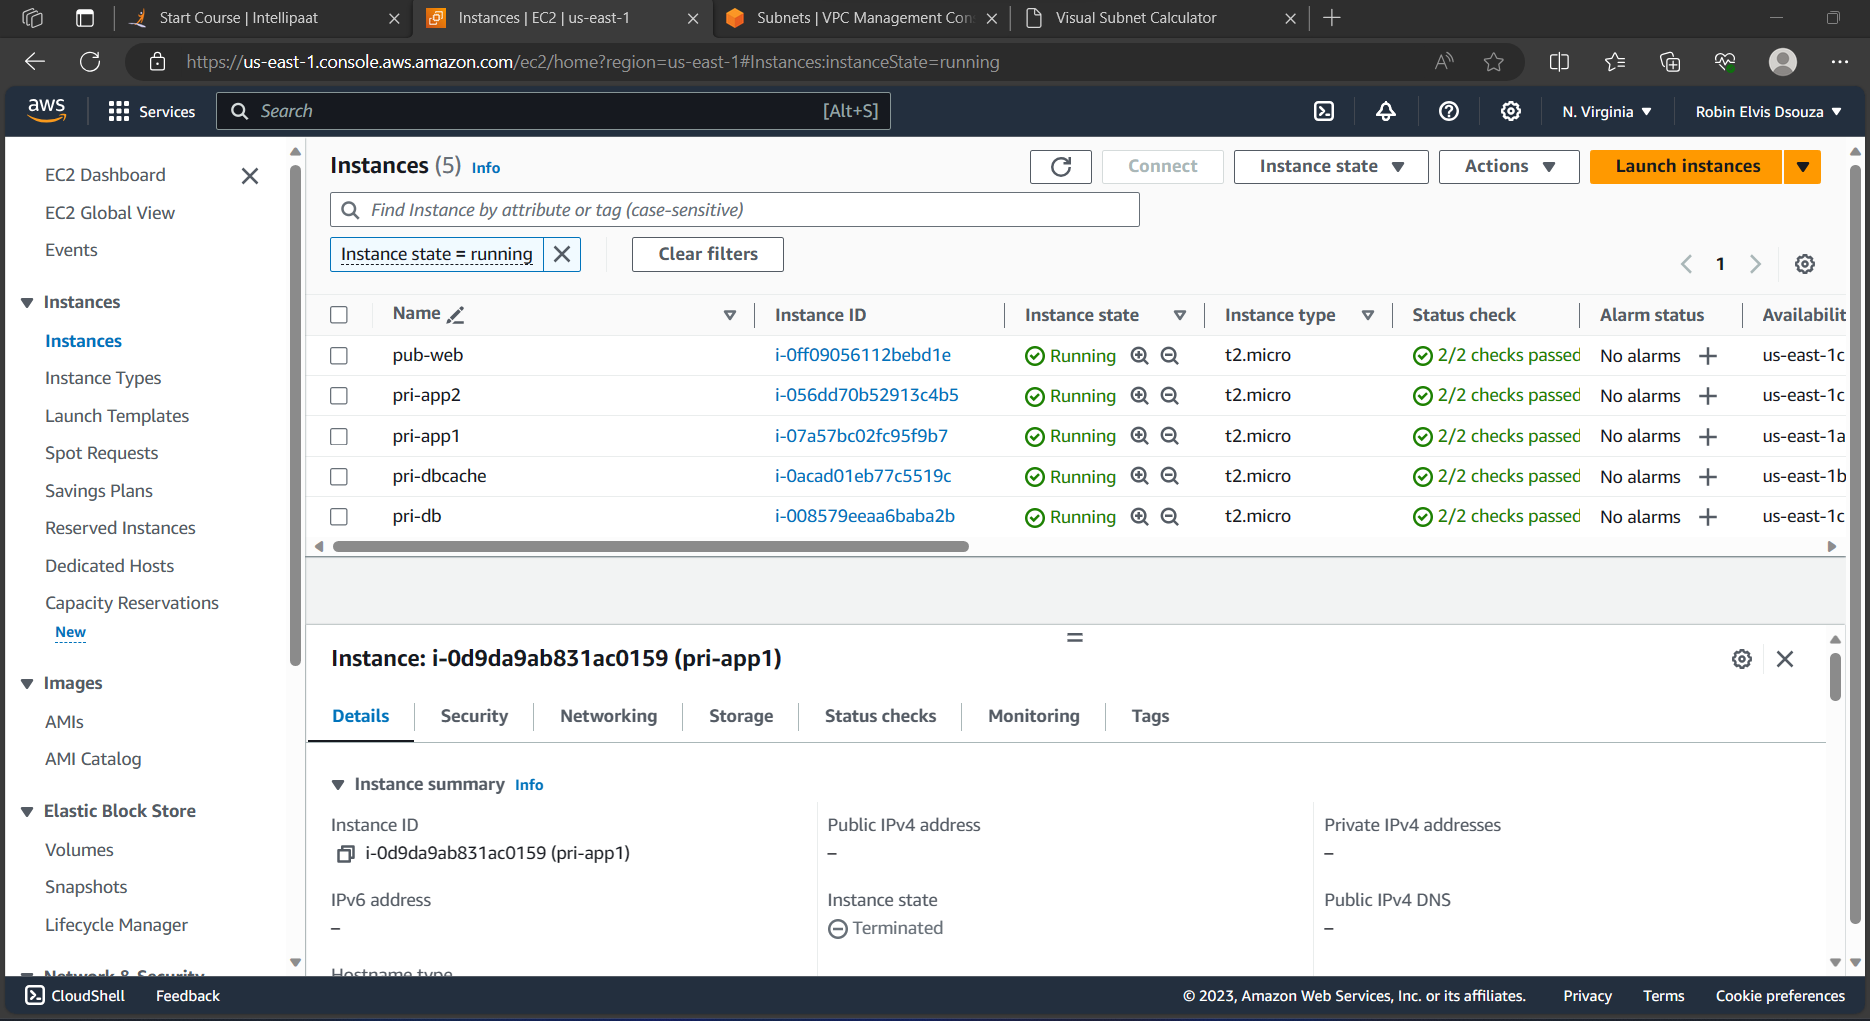 Start Course | Intellipaat
Instances | EC2 | us-east-1
Subnets | VPC Management Con
Visual Subnet Calculator
https://us-east-1.console.aws.amazon.com/ec2/home?region=us-east-1#Instances:instanceState=running
aws
Services
Search
[Alt+S]
N. Virginia
Robin Elvis Dsouza
EC2 Dashboard
EC2 Global View
Events
Instances
Instances
Instance Types
Launch Templates
Spot Requests
Savings Plans
Reserved Instances
Dedicated Hosts
Capacity Reservations
New
Images
AMIs
AMI Catalog
Elastic Block Store
Volumes
Snapshots
Lifecycle Manager
Network & Security
Instances (5) Info
Connect
Instance state
Actions
Launch instances
Find Instance by attribute or tag (case-sensitive)
Instance state = running
Clear filters
1
Name Instance ID Instance state Instance type Status check Alarm status Availabilit
pub-web i-0ff09056112bebd1e Running t2.micro 2/2 checks passed No alarms + us-east-1c
pri-app2 i-056dd70b52913c4b5 Running t2.micro 2/2 checks passed No alarms + us-east-1c
pri-app1 i-07a57bc02fc95f9b7 Running t2.micro 2/2 checks passed No alarms + us-east-1a
pri-dbcache i-0acad01eb77c5519c Running t2.micro 2/2 checks passed No alarms + us-east-1b
pri-db i-008579eeaa6baba2b Running t2.micro 2/2 checks passed No alarms + us-east-1c
Instance: i-0d9da9ab831ac0159 (pri-app1)
Details Security Networking Storage Status checks Monitoring Tags
Instance summary Info
Instance ID
i-0d9da9ab831ac0159 (pri-app1)
Public IPv4 address
–
Private IPv4 addresses
–
IPv6 address
–
Instance state
Terminated
Public IPv4 DNS
–
Hostname type
CloudShell
Feedback
© 2023, Amazon Web Services, Inc. or its affiliates.
Privacy
Terms
Cookie preferences